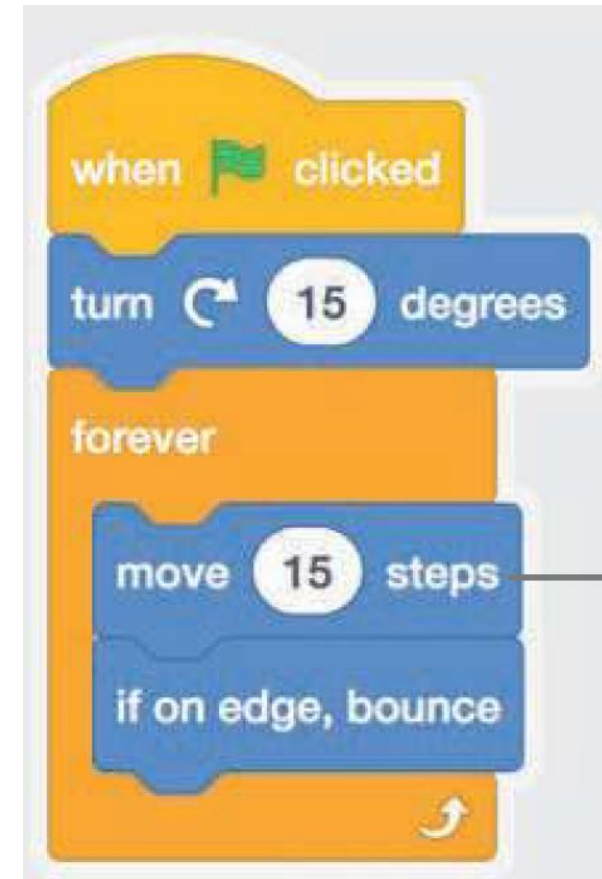 when clicked
turn 15 degrees
forever
move 15 steps
if on edge, bounce